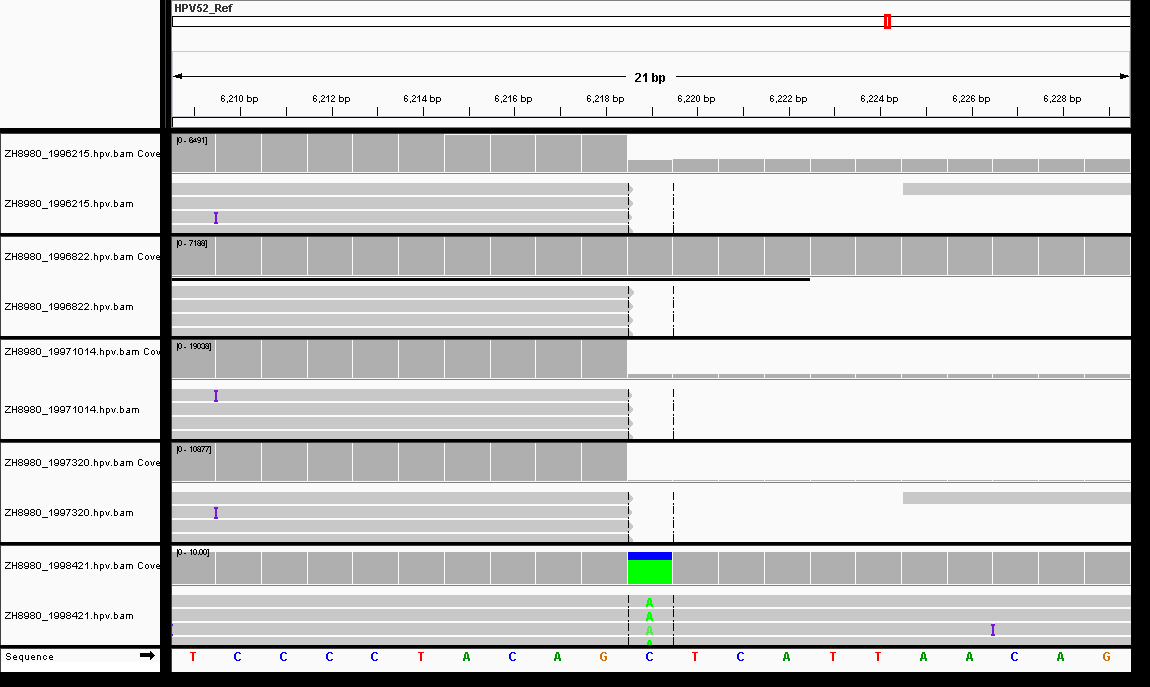 HPV52_Ref
21 bp
6,210 bp 6,212 bp 6,214 bp 6,216 bp 6,218 bp 6,220 bp 6,222 bp 6,224 bp 6,226 bp 6,228 bp
[0 - 6491]
ZH8980_1996215.hpv.bam Cove
ZH8980_1996215.hpv.bam
I
[0 - 7188]
ZH8980_1996822.hpv.bam Cove
ZH8980_1996822.hpv.bam
[0 - 19038]
ZH8980_19971014.hpv.bam Cov
I
ZH8980_19971014.hpv.bam
[0 - 10877]
ZH8980_1997320.hpv.bam Cove
ZH8980_1997320.hpv.bam
I
[0 - 10.00]
ZH8980_1998421.hpv.bam Cove
A
ZH8980_1998421.hpv.bam
A
A I
A
Sequence T C C C C T A C A G C T C A T T A A C A G